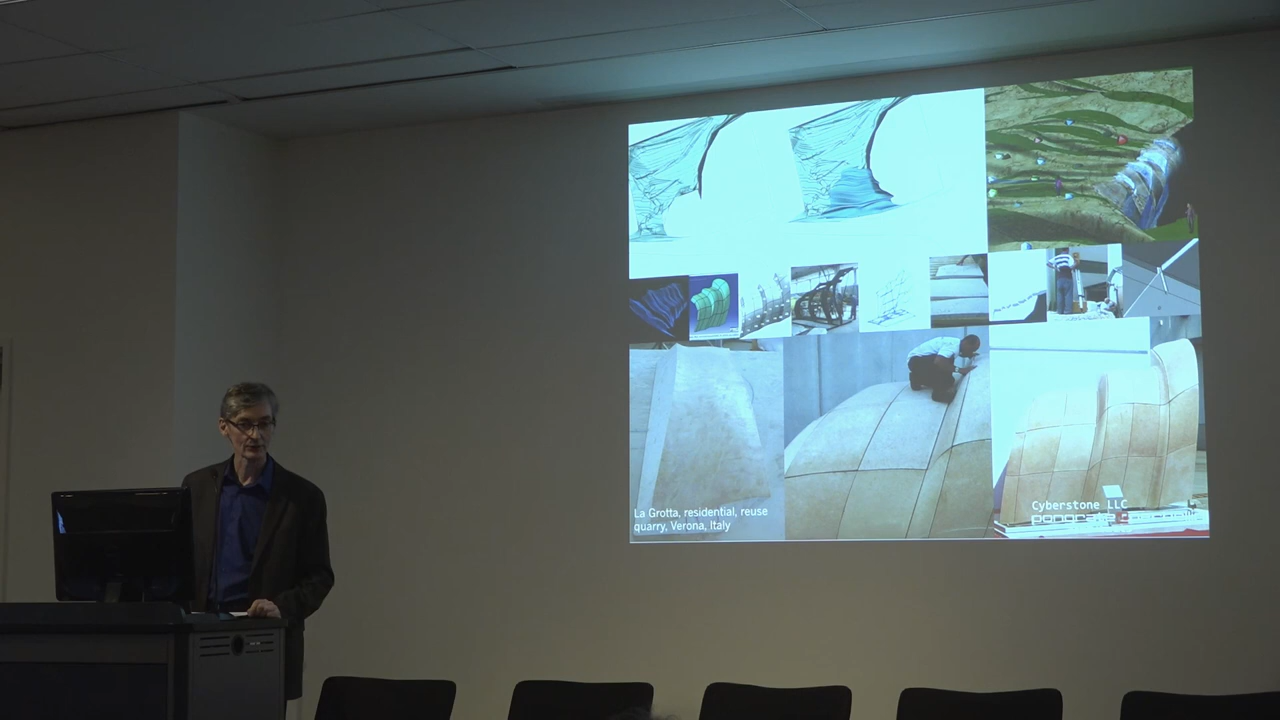 La Grotta, residential, reuse
quarry, Verona, Italy
Cyberstone LLC